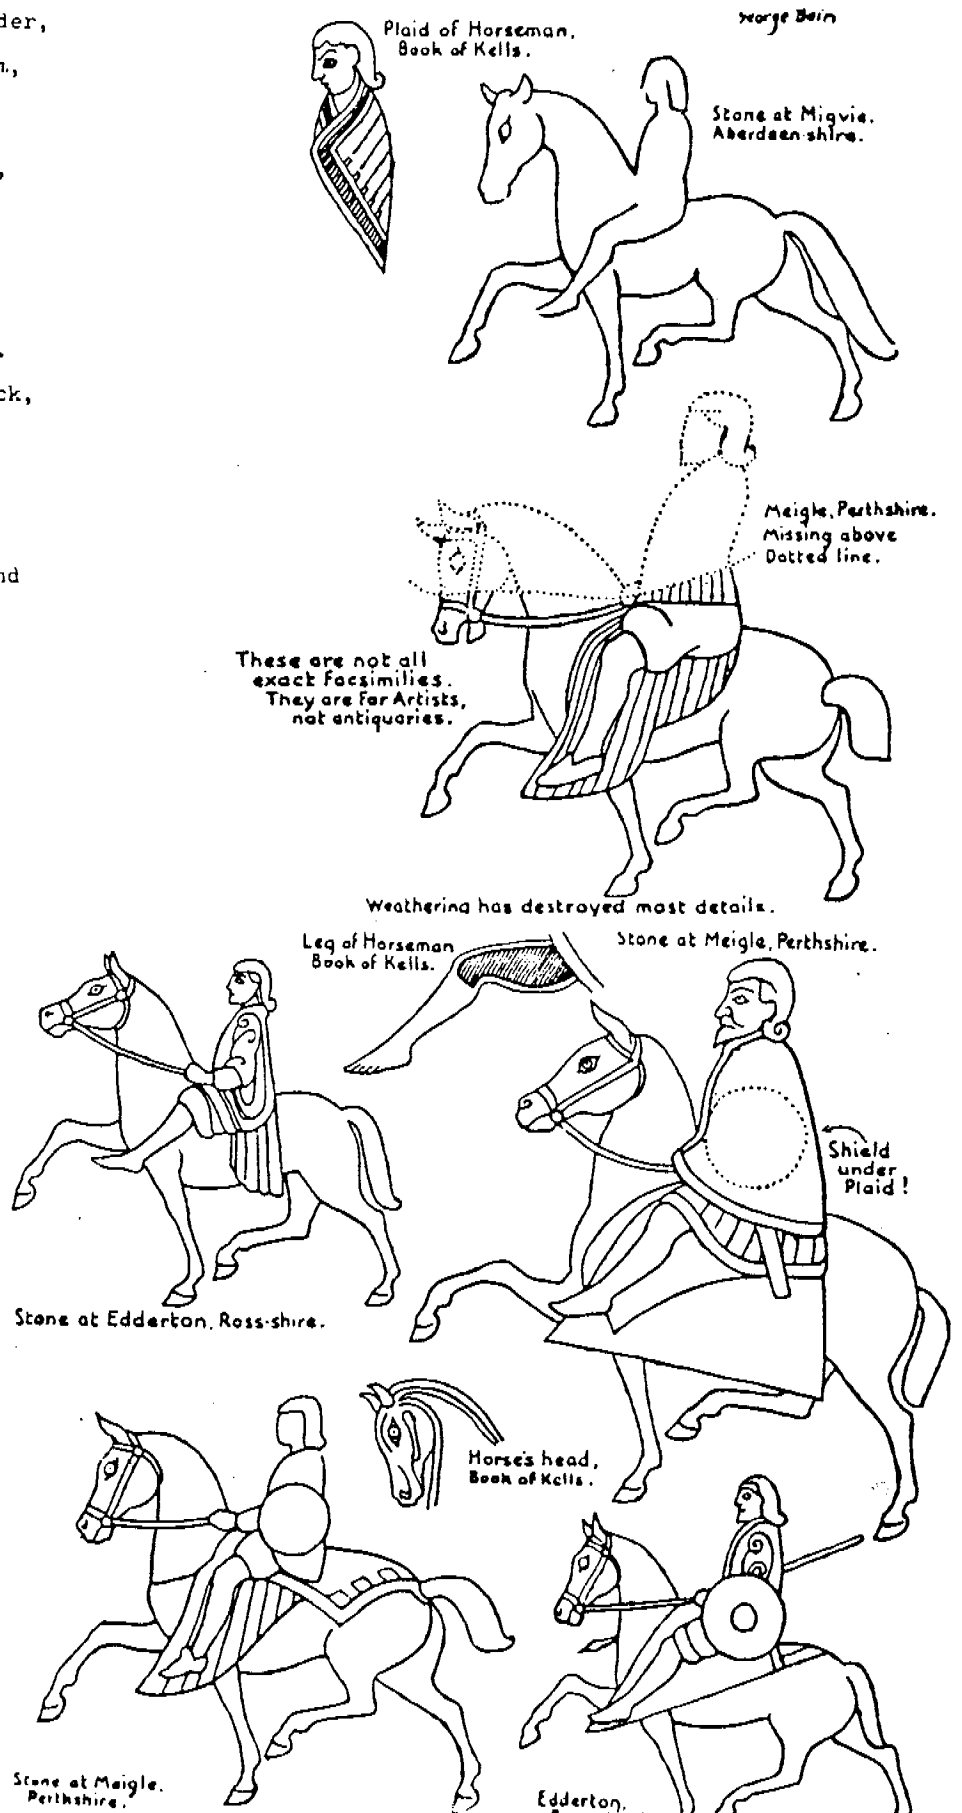 der,
ck,
nd
Plaid of Horseman,
Book of Kells.
George Bain
Stone at Migvie.
Aberdeen-shire.
Meigle, Perthshire.
Missing above
Dotted line.
These are not all
exact Facsimilies.
They are For Artists,
not antiquaries.
Weathering has destroyed most details.
Leg of Horseman
Book of Kells.
Stone at Meigle, Perthshire.
Shield
under
Plaid!
Stone at Edderton, Ross-shire.
Horse's head,
Book of Kells.
Stone at Meigle.
Perthshire.
Edderton.